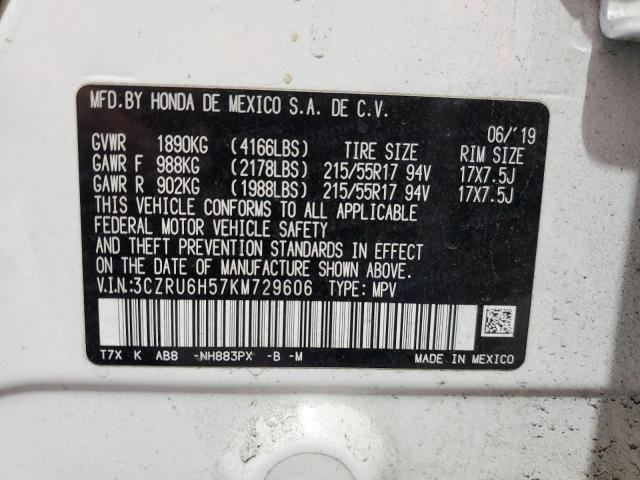 MFD.BY HONDA DE MEXICO S.A. DE C.V.
06/'19
GVWR 1890KG (4166LBS) TIRE SIZE RIM SIZE
GAWR F 988KG (2178LBS) 215/55R17 94V 17X7.5J
GAWR R 902KG (1988LBS) 215/55R17 94V 17X7.5J
THIS VEHICLE CONFORMS TO ALL APPLICABLE
FEDERAL MOTOR VEHICLE SAFETY
AND THEFT PREVENTION STANDARDS IN EFFECT
ON THE DATE OF MANUFACTURE SHOWN ABOVE.
V.I.N.:3CZRU6H57KM729606 TYPE: MPV
T7X K AB8 -NH883PX -B -M MADE IN MEXICO